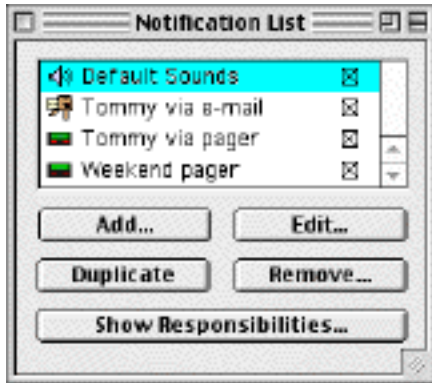 Notification List
Default Sounds
Tommy via e-mail
Tommy via pager
Weekend pager
Add... Edit...
Duplicate Remove...
Show Responsibilities...